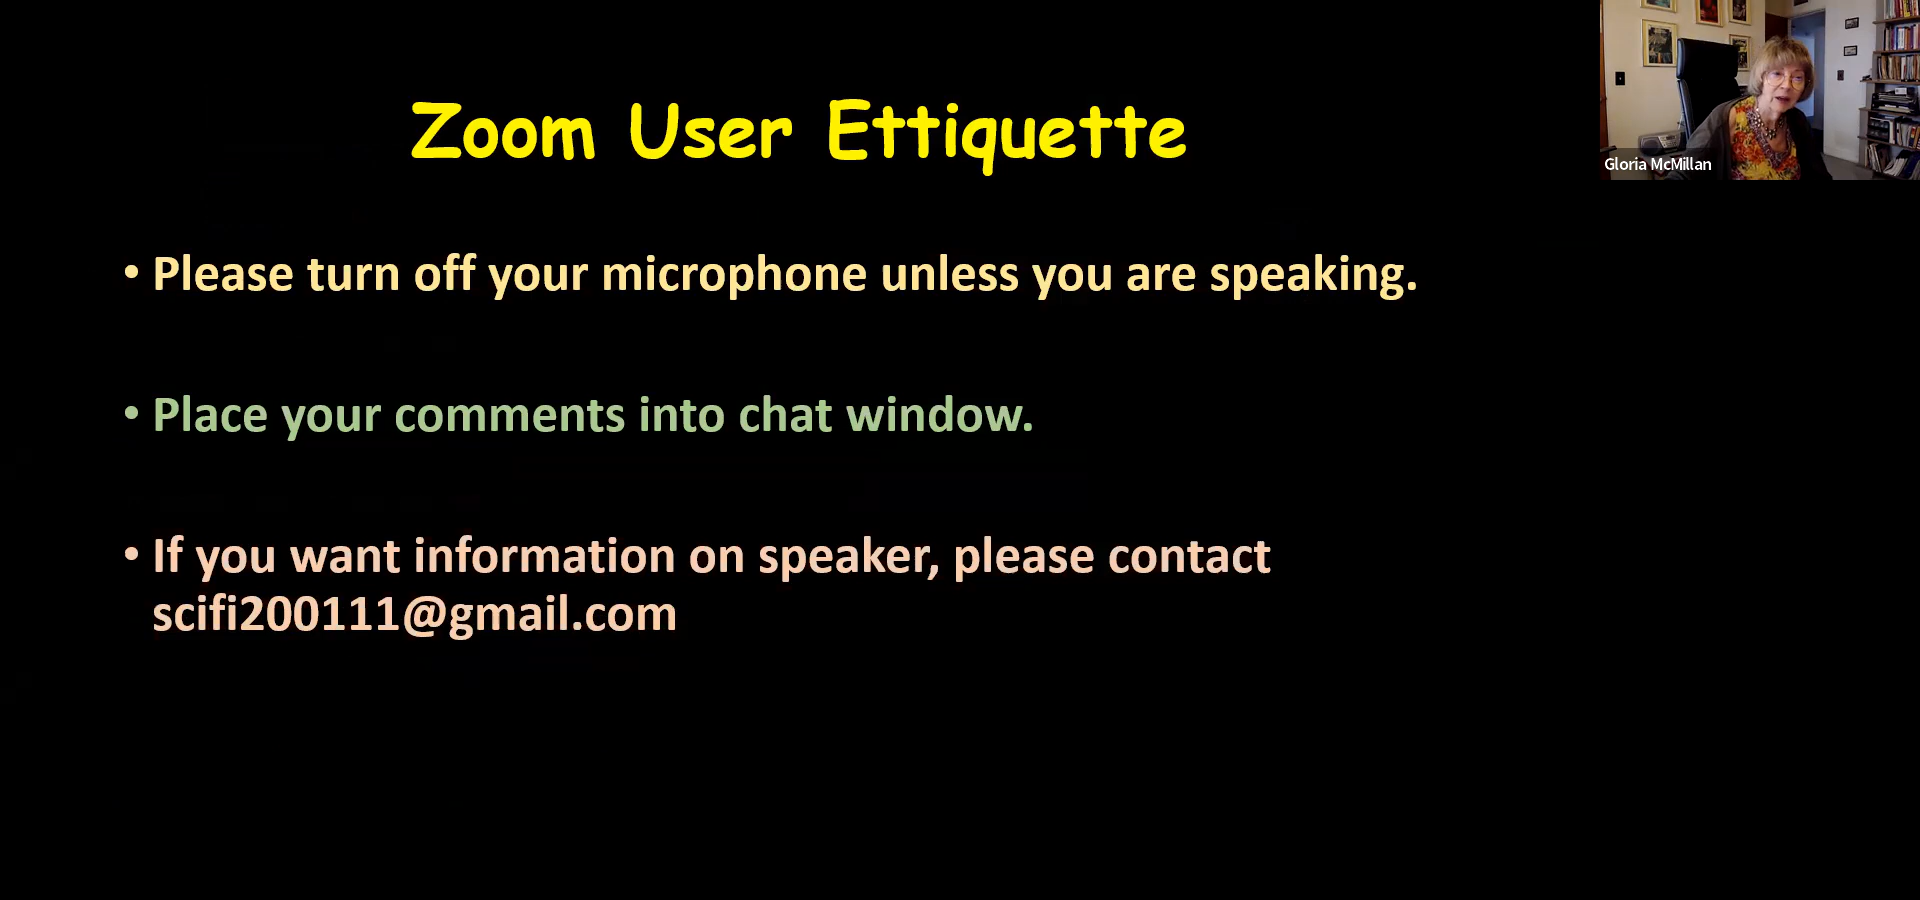 Zoom User Ettiquette
Gloria McMillan
• Please turn off your microphone unless you are speaking.
• Place your comments into chat window.
• If you want information on speaker, please contact
scifi200111@gmail.com